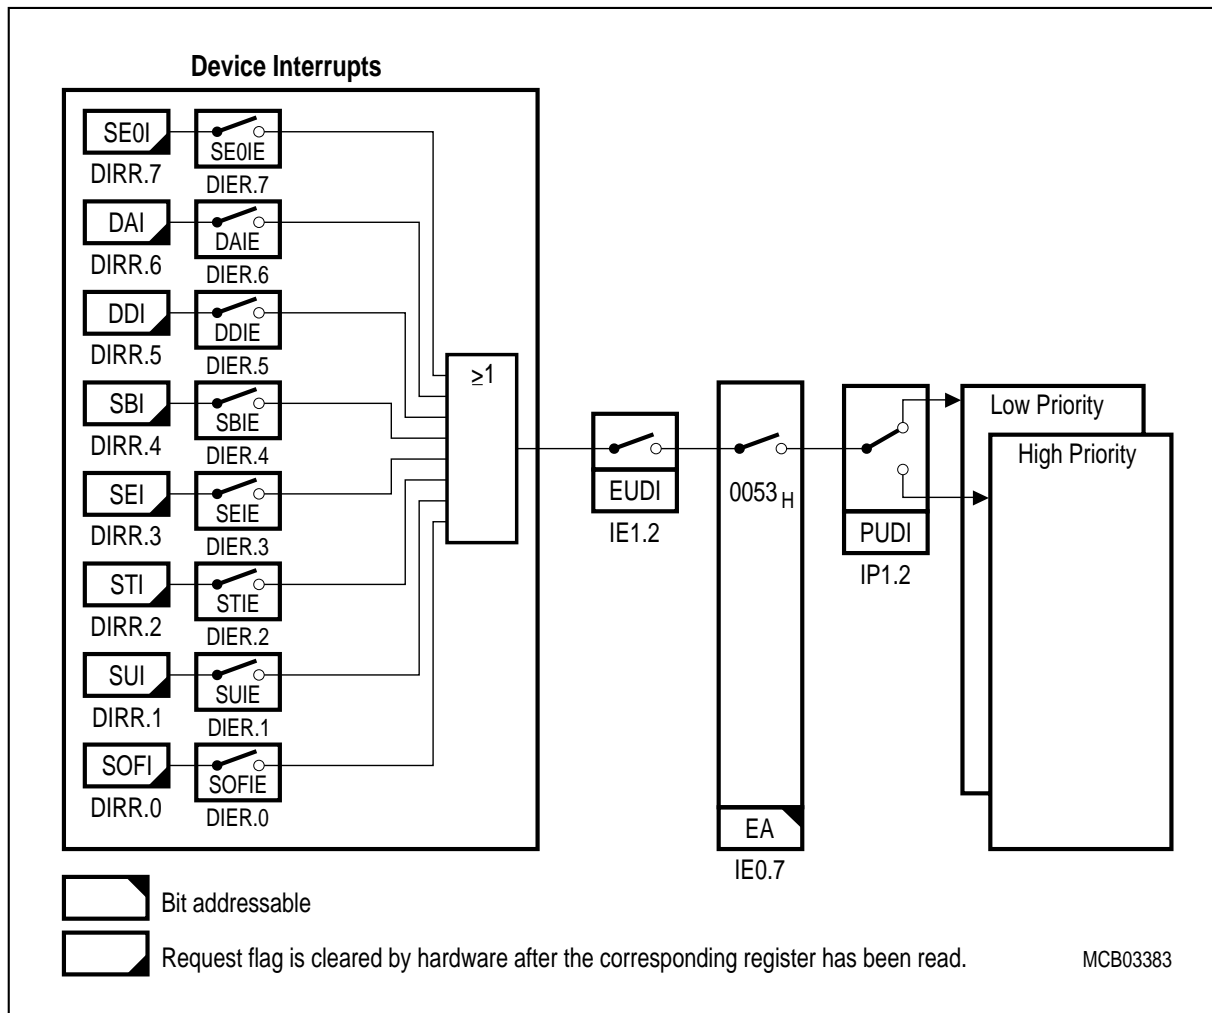 Device Interrupts
SE0I
SE0IE
DIRR.7
DIER.7
DAI
DAIE
DIRR.6
DIER.6
DDI
DDIE
DIRR.5
DIER.5
SBI
SBIE
DIRR.4
DIER.4
SEI
SEIE
DIRR.3
DIER.3
STI
STIE
DIRR.2
DIER.2
SUI
SUIE
DIRR.1
DIER.1
SOFI
SOFIE
DIRR.0
DIER.0
≥1
EUDI
IE1.2
0053 H
EA
IE0.7
PUDI
IP1.2
Low Priority
High Priority
Bit addressable
Request flag is cleared by hardware after the corresponding register has been read.
MCB03383